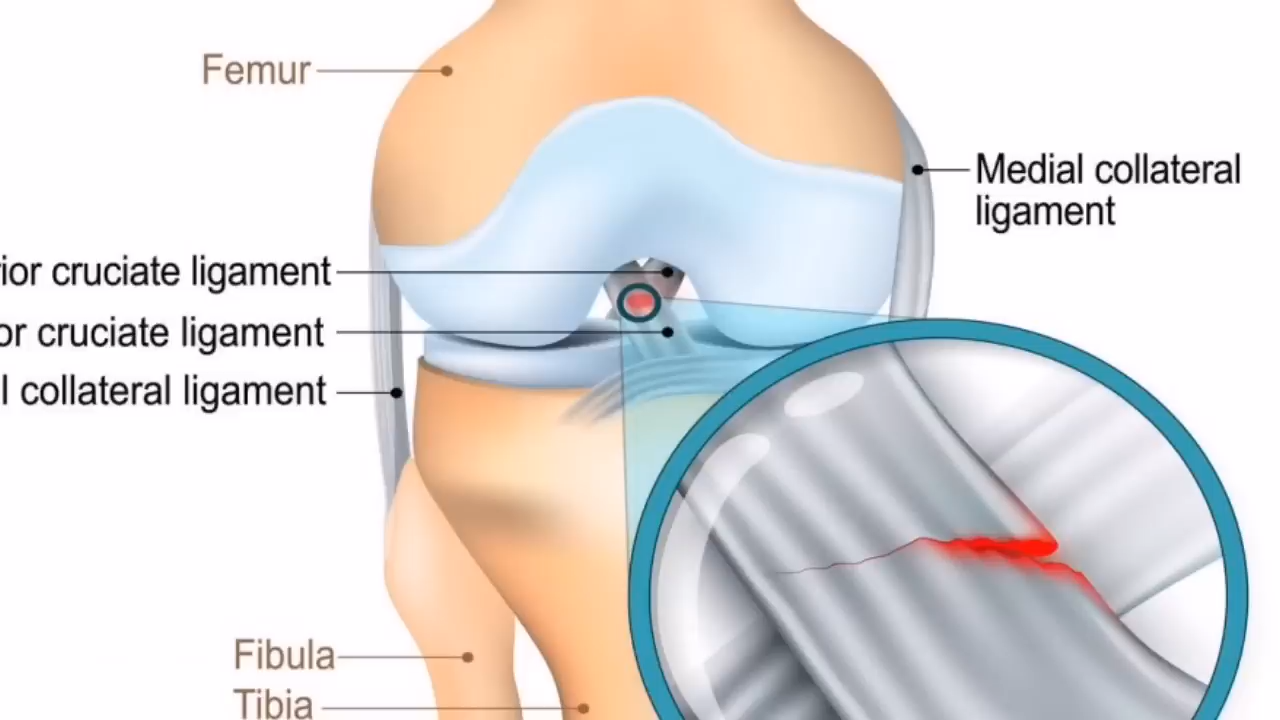 Femur
Medial collateral
ligament
rior cruciate ligament
or cruciate ligament
l collateral ligament
Fibula
Tibia